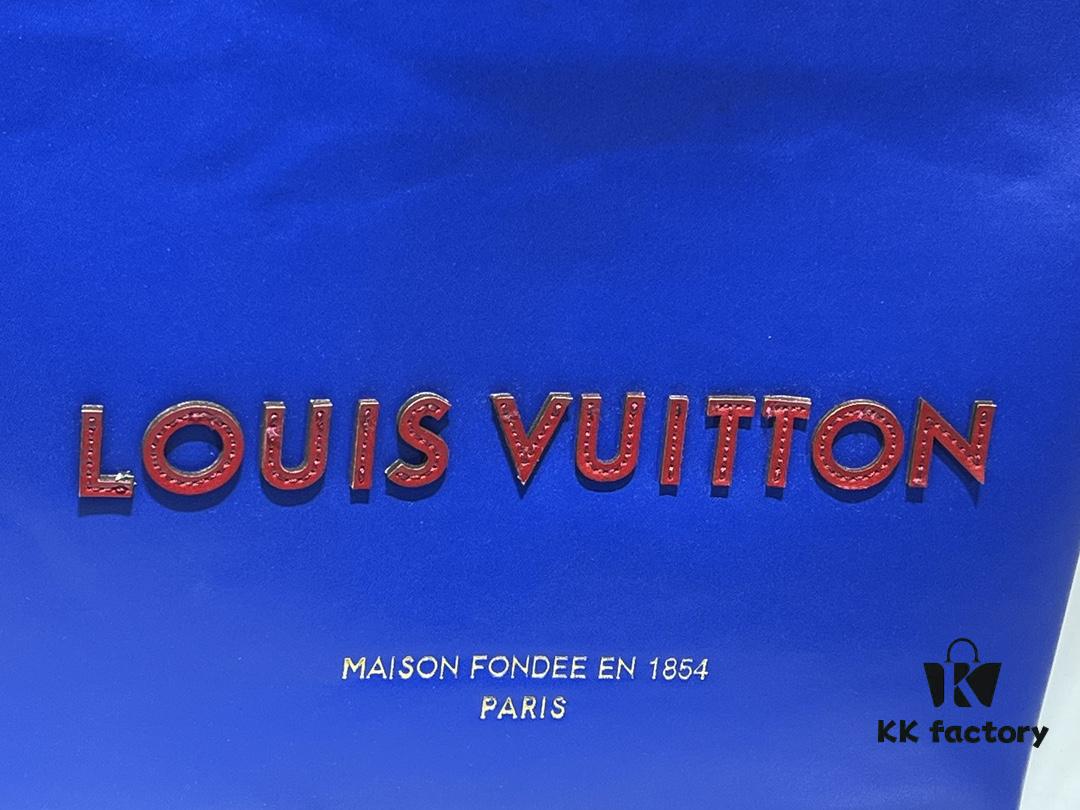 LOUIS VUITTON
MAISON FONDEE EN 1854
PARIS
K
KK factory